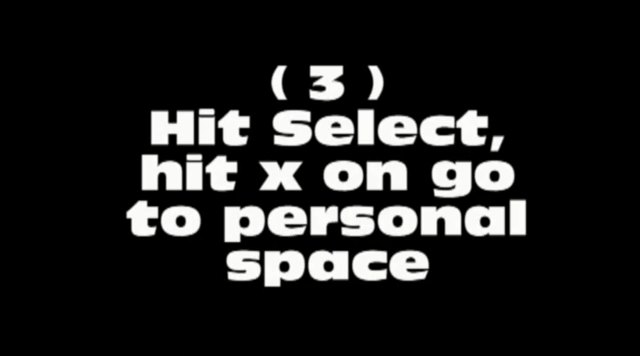 ( 3 )
Hit Select,
hit x on go
to personal
space